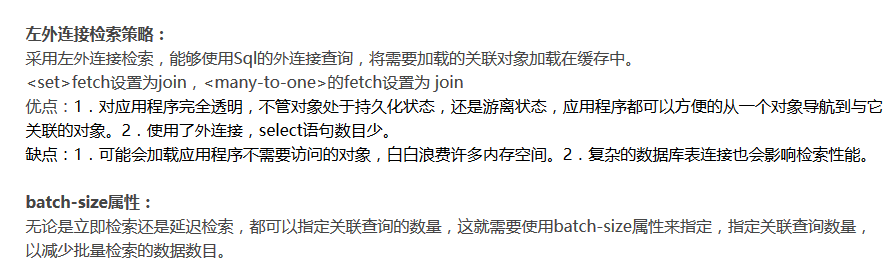 左外连接检索策略：
采用左外连接检索，能够使用Sql的外连接查询，将需要加载的关联对象加载在缓存中。
<set>fetch设置为join，<many-to-one>的fetch设置为 join
优点：1．对应用程序完全透明，不管对象处于持久化状态，还是游离状态，应用程序都可以方便的从一个对象导航到与它
关联的对象。2．使用了外连接，select语句数目少。
缺点：1．可能会加载应用程序不需要访问的对象，白白浪费许多内存空间。2．复杂的数据库表连接也会影响检索性能。
batch-size属性：
无论是立即检索还是延迟检索，都可以指定关联查询的数量，这就需要使用batch-size属性来指定，指定关联查询数量，
以减少批量检索的数据数目。